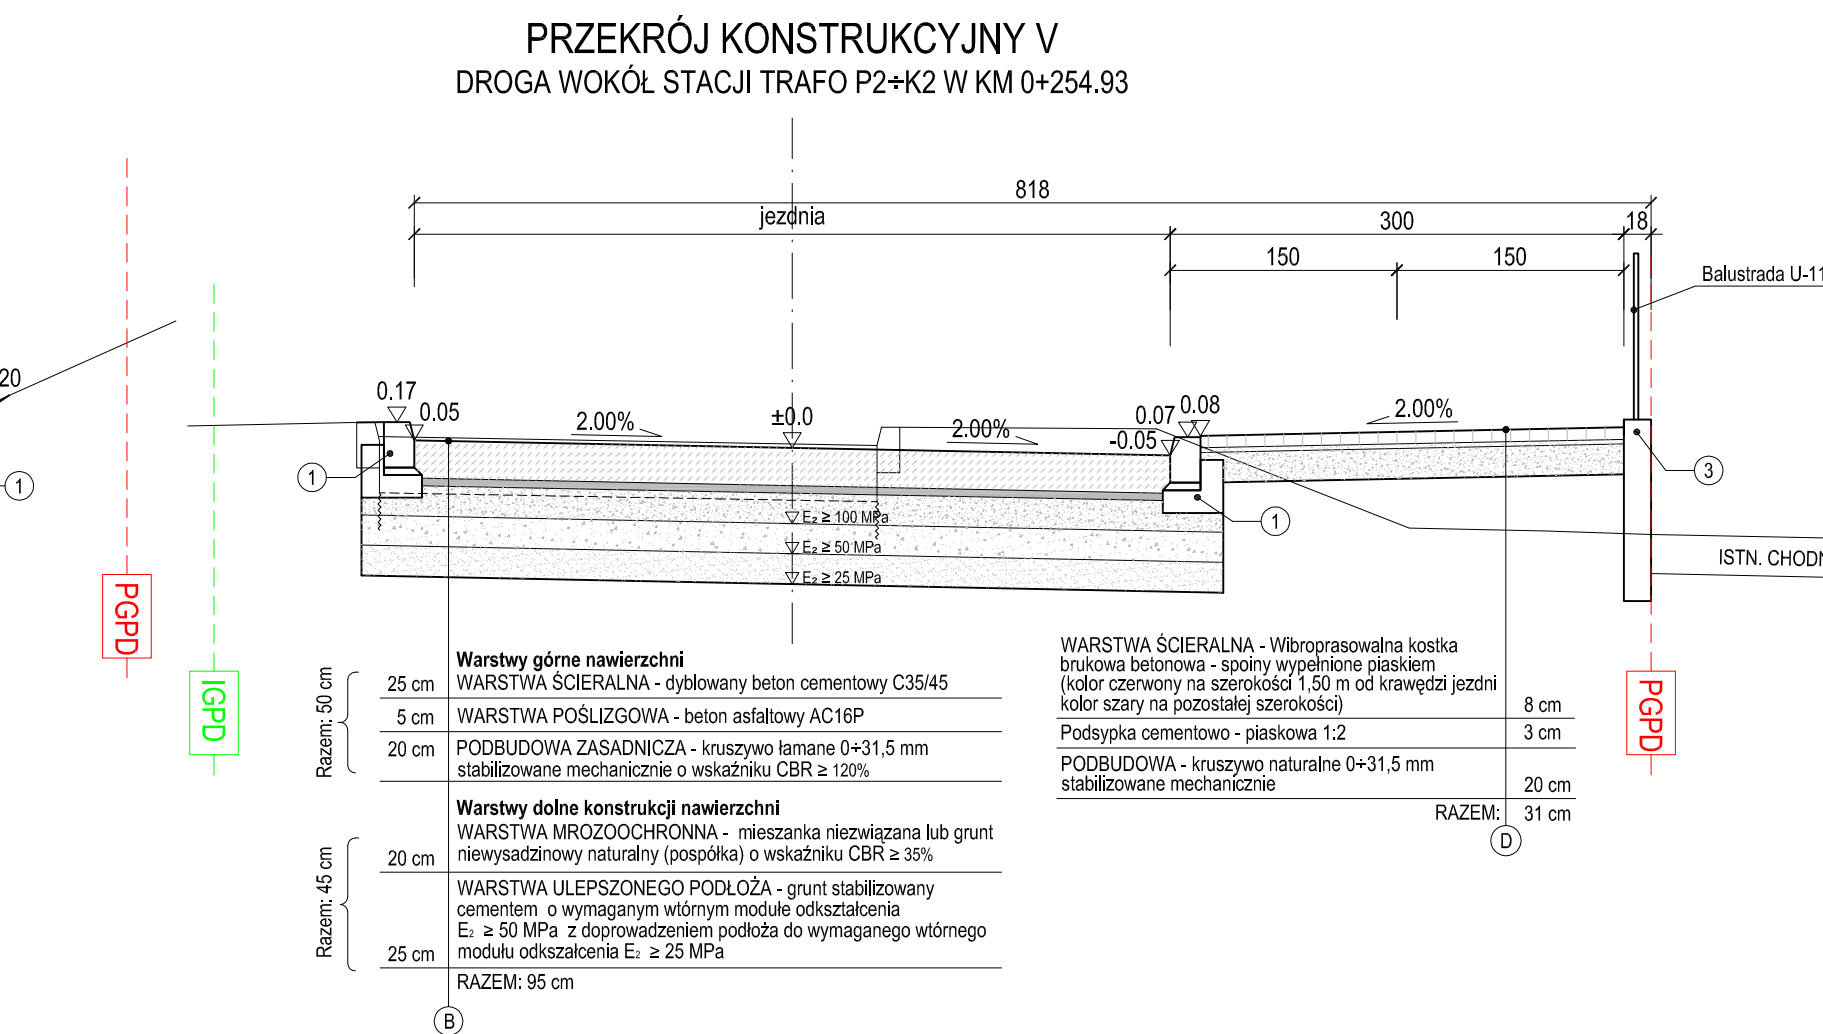 PRZEKRÓJ KONSTRUKCYJNY V
DROGA WOKÓŁ STACJI TRAFO P2÷K2 W KM 0+254.93
818
jezdnia
300
18
150
150
Balustrada U-11
20
0.17
0.05
2.00%
±0.0
2.00%
0.07
0.08
-0.05
2.00%
1
1
3
1
E₂ ≥ 100 MPa
E₂ ≥ 50 MPa
E₂ ≥ 25 MPa
ISTN. CHODN
PGPD
IGPD
PGPD
Razem: 50 cm
Warstwy górne nawierzchni
25 cm WARSTWA ŚCIERALNA - dyblowany beton cementowy C35/45
5 cm WARSTWA POŚLIZGOWA - beton asfaltowy AC16P
20 cm PODBUDOWA ZASADNICZA - kruszywo łamane 0÷31,5 mm
stabilizowane mechanicznie o wskaźniku CBR ≥ 120%
Razem: 45 cm
Warstwy dolne konstrukcji nawierzchni
WARSTWA MROZOOCHRONNA - mieszanka niezwiązana lub grunt
20 cm niewysadzinowy naturalny (pospółka) o wskaźniku CBR ≥ 35%
WARSTWA ULEPSZONEGO PODŁOŻA - grunt stabilizowany
cementem o wymaganym wtórnym module odkształcenia
E₂ ≥ 50 MPa z doprowadzeniem podłoża do wymaganego wtórnego
25 cm modułu odkszałcenia E₂ ≥ 25 MPa
RAZEM: 95 cm
B
WARSTWA ŚCIERALNA - Wibroprasowalna kostka
brukowa betonowa - spoiny wypełnione piaskiem
(kolor czerwony na szerokości 1,50 m od krawędzi jezdni
kolor szary na pozostałej szerokości) 8 cm
Podsypka cementowo - piaskowa 1:2 3 cm
PODBUDOWA - kruszywo naturalne 0÷31,5 mm
stabilizowane mechanicznie 20 cm
RAZEM: 31 cm
D